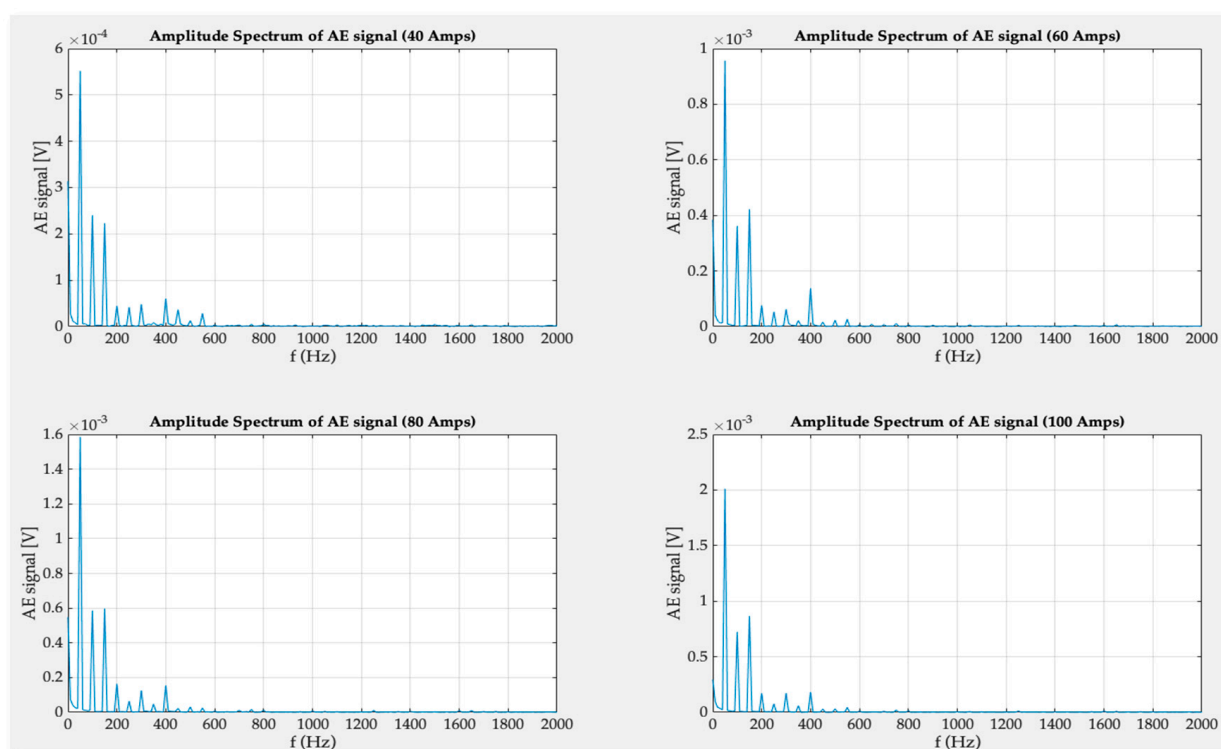 Amplitude Spectrum of AE signal (40 Amps)
×10-4
6
5
4
3
2
1
0
AE signal [V]
0 200 400 600 800 1000 1200 1400 1600 1800 2000
f (Hz)
Amplitude Spectrum of AE signal (60 Amps)
×10-3
1
0.8
0.6
0.4
0.2
0
AE signal [V]
0 200 400 600 800 1000 1200 1400 1600 1800 2000
f (Hz)
Amplitude Spectrum of AE signal (80 Amps)
×10-3
1.6
1.4
1.2
1
0.8
0.6
0.4
0.2
0
AE signal [V]
0 200 400 600 800 1000 1200 1400 1600 1800 2000
f (Hz)
Amplitude Spectrum of AE signal (100 Amps)
×10-3
2.5
2
1.5
1
0.5
0
AE signal [V]
0 200 400 600 800 1000 1200 1400 1600 1800 2000
f (Hz)